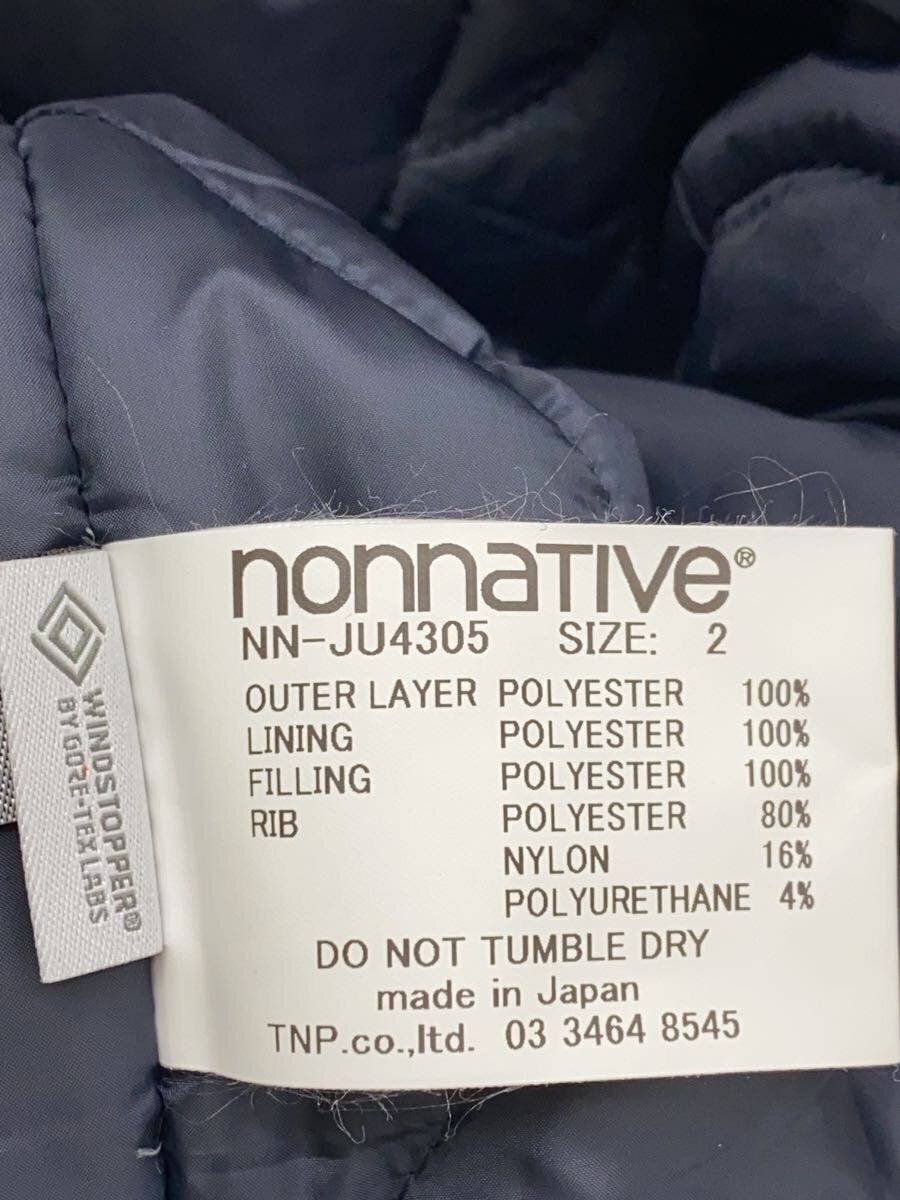 nonnative®
NN-JU4305 SIZE: 2
OUTER LAYER POLYESTER 100%
LINING POLYESTER 100%
FILLING POLYESTER 100%
RIB POLYESTER 80%
NYLON 16%
POLYURETHANE 4%
DO NOT TUMBLE DRY
made in Japan
TNP.co.,ltd. 03 3464 8545
WINDSTOPPER®
BY GORE-TEX LABS